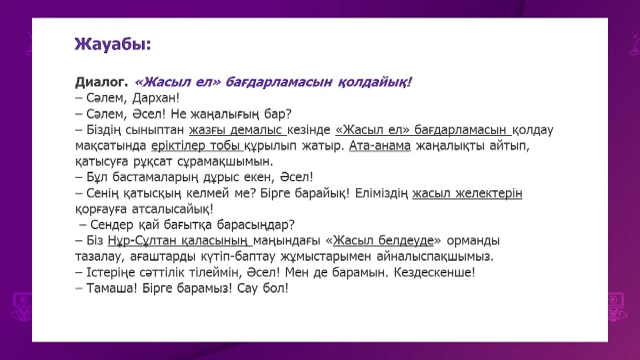 Жауабы:
Диалог. «Жасыл ел» бағдарламасын қолдайық!
– Сәлем, Дархан!
– Сәлем, Әсел! Не жаңалығың бар?
– Біздің сыныптан жазғы демалыс кезінде «Жасыл ел» бағдарламасын қолдау
мақсатында еріктілер тобы құрылып жатыр. Ата-анама жаңалықты айтып,
қатысуға рұқсат сұрамақшымын.
– Бұл бастамаларың дұрыс екен, Әсел!
– Сенің қатысқың келмей ме? Бірге барайық! Еліміздің жасыл желектерін
қорғауға атсалысайық!
– Сендер қай бағытқа барасыңдар?
– Біз Нұр-Сұлтан қаласының маңындағы «Жасыл белдеуде» орманды
тазалау, ағаштарды күтіп-баптау жұмыстарымен айналыспақшымыз.
– Істеріңе сәттілік тілеймін, Әсел! Мен де барамын. Кездескенше!
– Тамаша! Бірге барамыз! Сау бол!